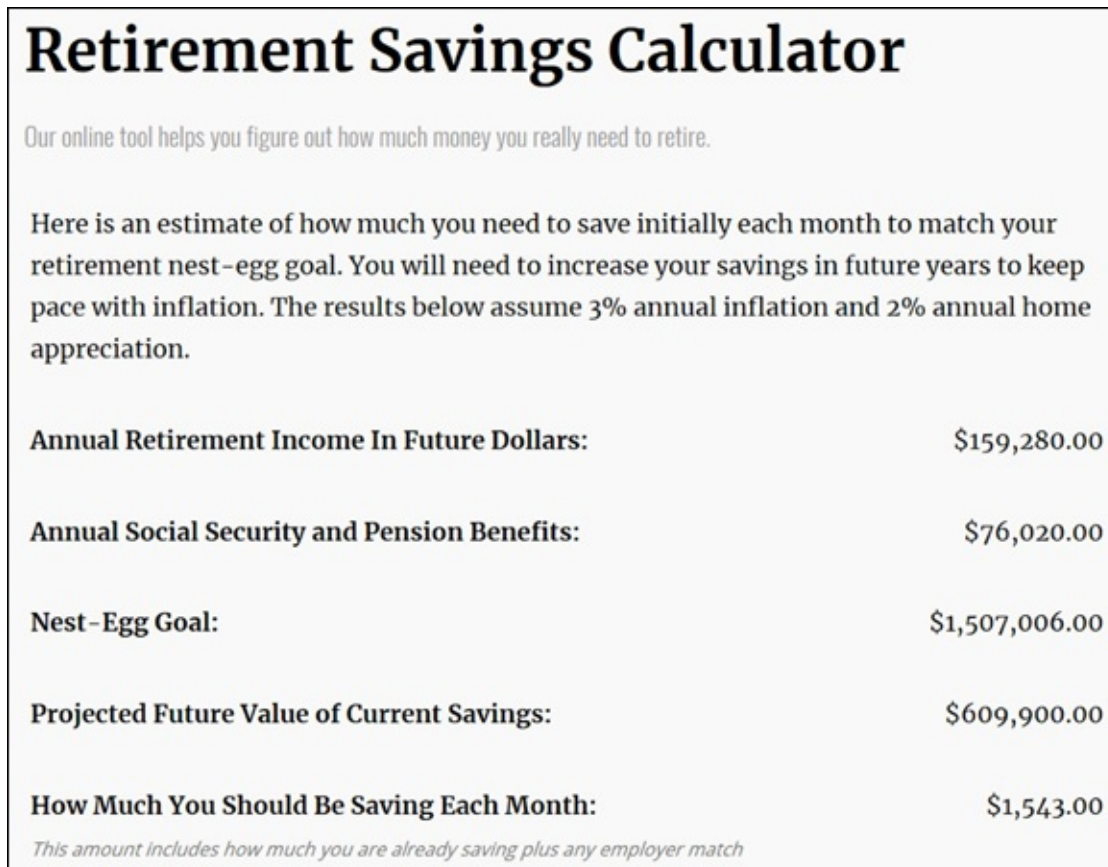 Retirement Savings Calculator
Our online tool helps you figure out how much money you really need to retire.
Here is an estimate of how much you need to save initially each month to match your
retirement nest-egg goal. You will need to increase your savings in future years to keep
pace with inflation. The results below assume 3% annual inflation and 2% annual home
appreciation.
Annual Retirement Income In Future Dollars: $159,280.00
Annual Social Security and Pension Benefits: $76,020.00
Nest-Egg Goal: $1,507,006.00
Projected Future Value of Current Savings: $609,900.00
How Much You Should Be Saving Each Month: $1,543.00
This amount includes how much you are already saving plus any employer match